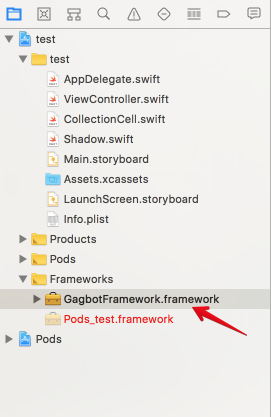 test
test
AppDelegate.swift
ViewController.swift
CollectionCell.swift
Shadow.swift
Main.storyboard
Assets.xcassets
LaunchScreen.storyboard
Info.plist
Products
Pods
Frameworks
GagbotFramework.framework
Pods_test.framework
Pods